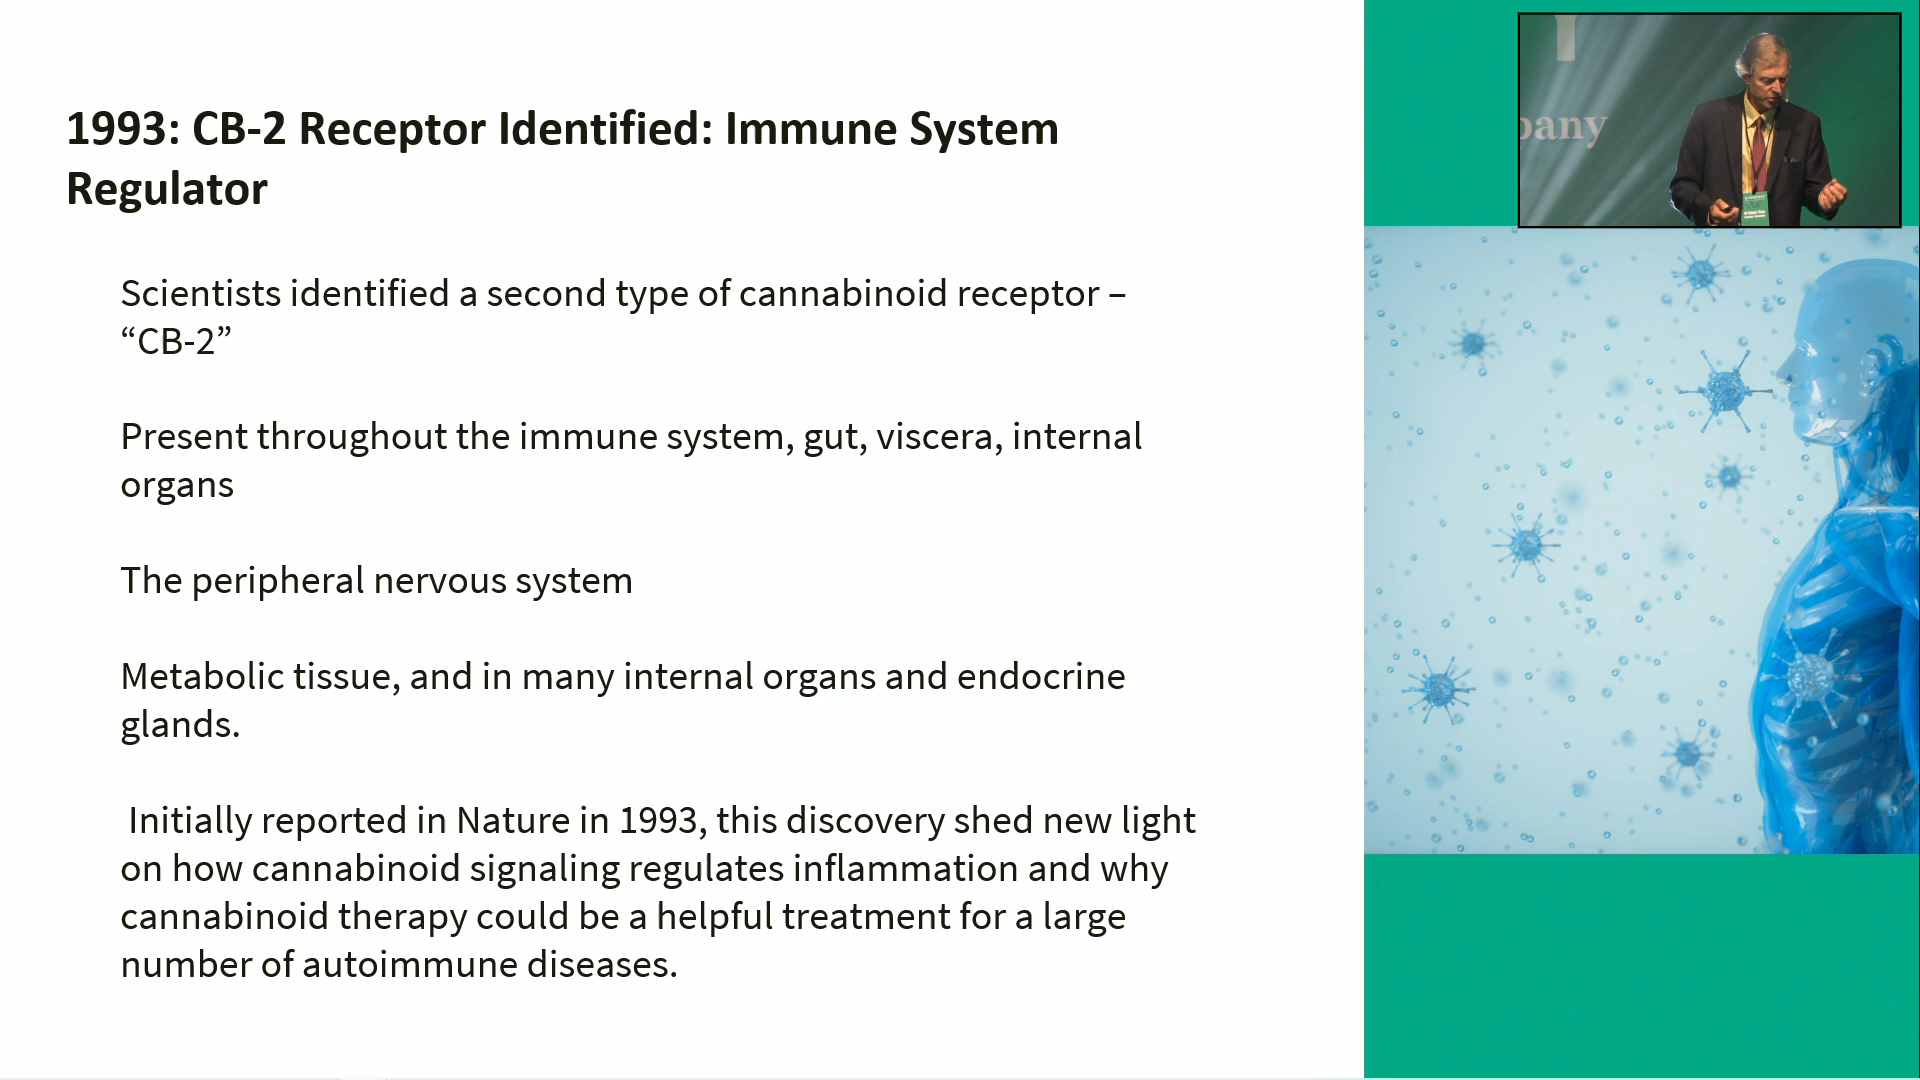 1993: CB-2 Receptor Identified: Immune System
Regulator
Scientists identified a second type of cannabinoid receptor –
“CB-2”
Present throughout the immune system, gut, viscera, internal
organs
The peripheral nervous system
Metabolic tissue, and in many internal organs and endocrine
glands.
Initially reported in Nature in 1993, this discovery shed new light
on how cannabinoid signaling regulates inflammation and why
cannabinoid therapy could be a helpful treatment for a large
number of autoimmune diseases.
pany